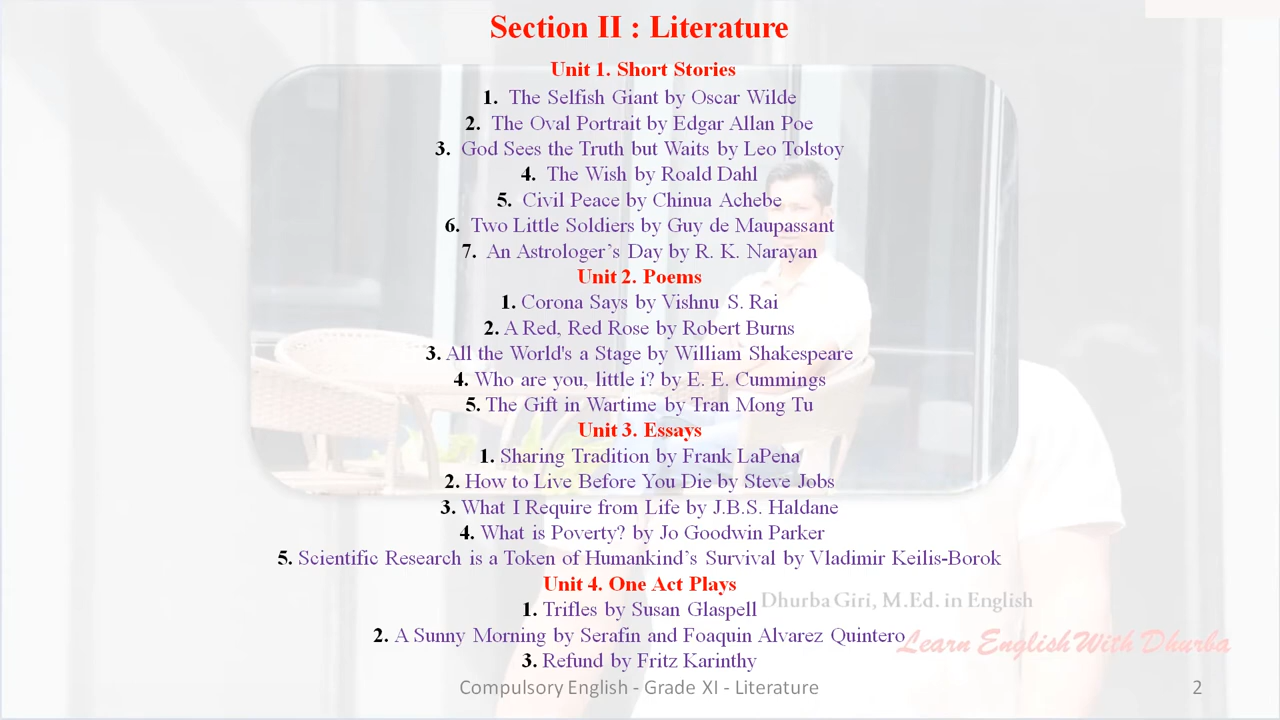 Section II : Literature
Unit 1. Short Stories
1. The Selfish Giant by Oscar Wilde
2. The Oval Portrait by Edgar Allan Poe
3. God Sees the Truth but Waits by Leo Tolstoy
4. The Wish by Roald Dahl
5. Civil Peace by Chinua Achebe
6. Two Little Soldiers by Guy de Maupassant
7. An Astrologer's Day by R. K. Narayan
Unit 2. Poems
1. Corona Says by Vishnu S. Rai
2. A Red, Red Rose by Robert Burns
3. All the World's a Stage by William Shakespeare
4. Who are you, little i? by E. E. Cummings
5. The Gift in Wartime by Tran Mong Tu
Unit 3. Essays
1. Sharing Tradition by Frank LaPena
2. How to Live Before You Die by Steve Jobs
3. What I Require from Life by J.B.S. Haldane
4. What is Poverty? by Jo Goodwin Parker
5. Scientific Research is a Token of Humankind's Survival by Vladimir Keilis-Borok
Unit 4. One Act Plays
1. Trifles by Susan Glaspell
Dhurba Giri, M.Ed. in English
2. A Sunny Morning by Serafin and Foaquin Alvarez Quintero
Learn English With Dhurba
3. Refund by Fritz Karinthy
Compulsory English - Grade XI - Literature
2